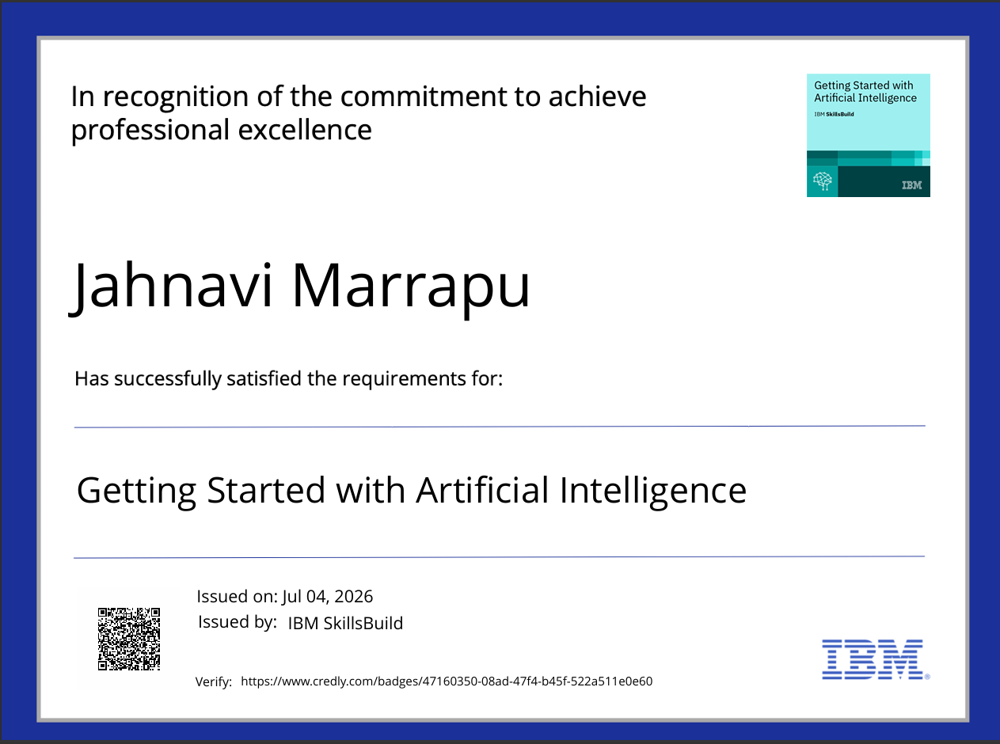 In recognition of the commitment to achieve
professional excellence
Getting Started with
Artificial Intelligence
IBM SkillsBuild
IBM
Jahnavi Marrapu
Has successfully satisfied the requirements for:
Getting Started with Artificial Intelligence
Issued on: Jul 04, 2026
Issued by: IBM SkillsBuild
Verify: https://www.credly.com/badges/47160350-08ad-47f4-b45f-522a511e0e60
IBM®